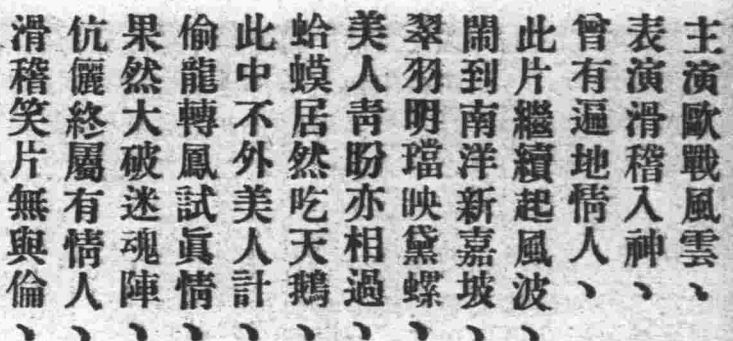 主演歐戰風雲、
表演滑稽入神、
曾有遍地情人、
此片繼續起風波、
鬧到南洋新嘉坡、
翠羽明璫映黛螺、
美人青盼亦相過、
蛤蟆居然吃天鵝、
此中不外美人計、
偷龍轉鳳試眞情、
果然大破迷魂陣、
伉儷終屬有情人、
滑稽笑片無與倫、